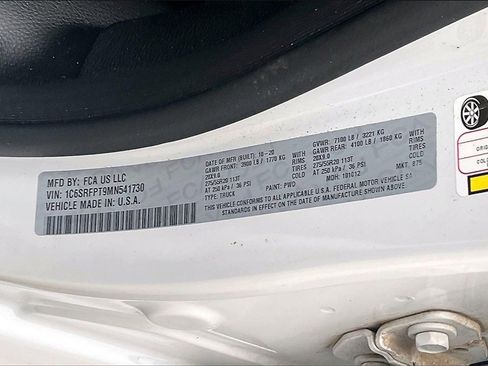 MFD BY: FCA US LLC
VIN: 1C6SRFPT9MN541730
VEHICLE MADE IN: U.S.A.
DATE OF MFR (BUILT): 10-20
GAWR FRONT: 3900 LB / 1770 KG
20X9.0
275/55R20 113T TIRES
AT 250 kPa / 36 PSI COLD
TYPE: TRUCK
PAINT: PWD
GVWR: 7100 LB / 3221 KG
GAWR REAR: 4100 LB / 1860 KG
20X9.0 RIMS
275/55R20 113T TIRES
AT 250 kPa / 36 PSI COLD
MDH: 101012
MKT: 875
THIS VEHICLE CONFORMS TO ALL APPLICABLE U.S.A. FEDERAL MOTOR VEHICLE SA
STANDARDS IN EFFECT ON THE DATE OF MANUFACTURE SHOWN ABOVE.
ORIG
COL